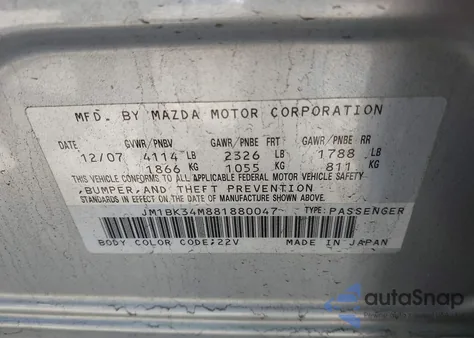 MFD. BY MAZDA MOTOR CORPORATION
DATE GVWR/PNBV GAWR/PNBE FRT GAWR/PNBE RR
12/07 4114 LB 2326 LB 1788 LB
1866 KG 1055 KG 811 KG
THIS VEHICLE CONFORMS TO ALL APPLICABLE FEDERAL MOTOR VEHICLE SAFETY,
BUMPER, AND THEFT PREVENTION
STANDARDS IN EFFECT ON THE DATE OF MANUFACTURE SHOWN ABOVE.
JM1BK34M881880047 TYPE:PASSENGER
BODY COLOR CODE:22V MADE IN JAPAN
autoSnap